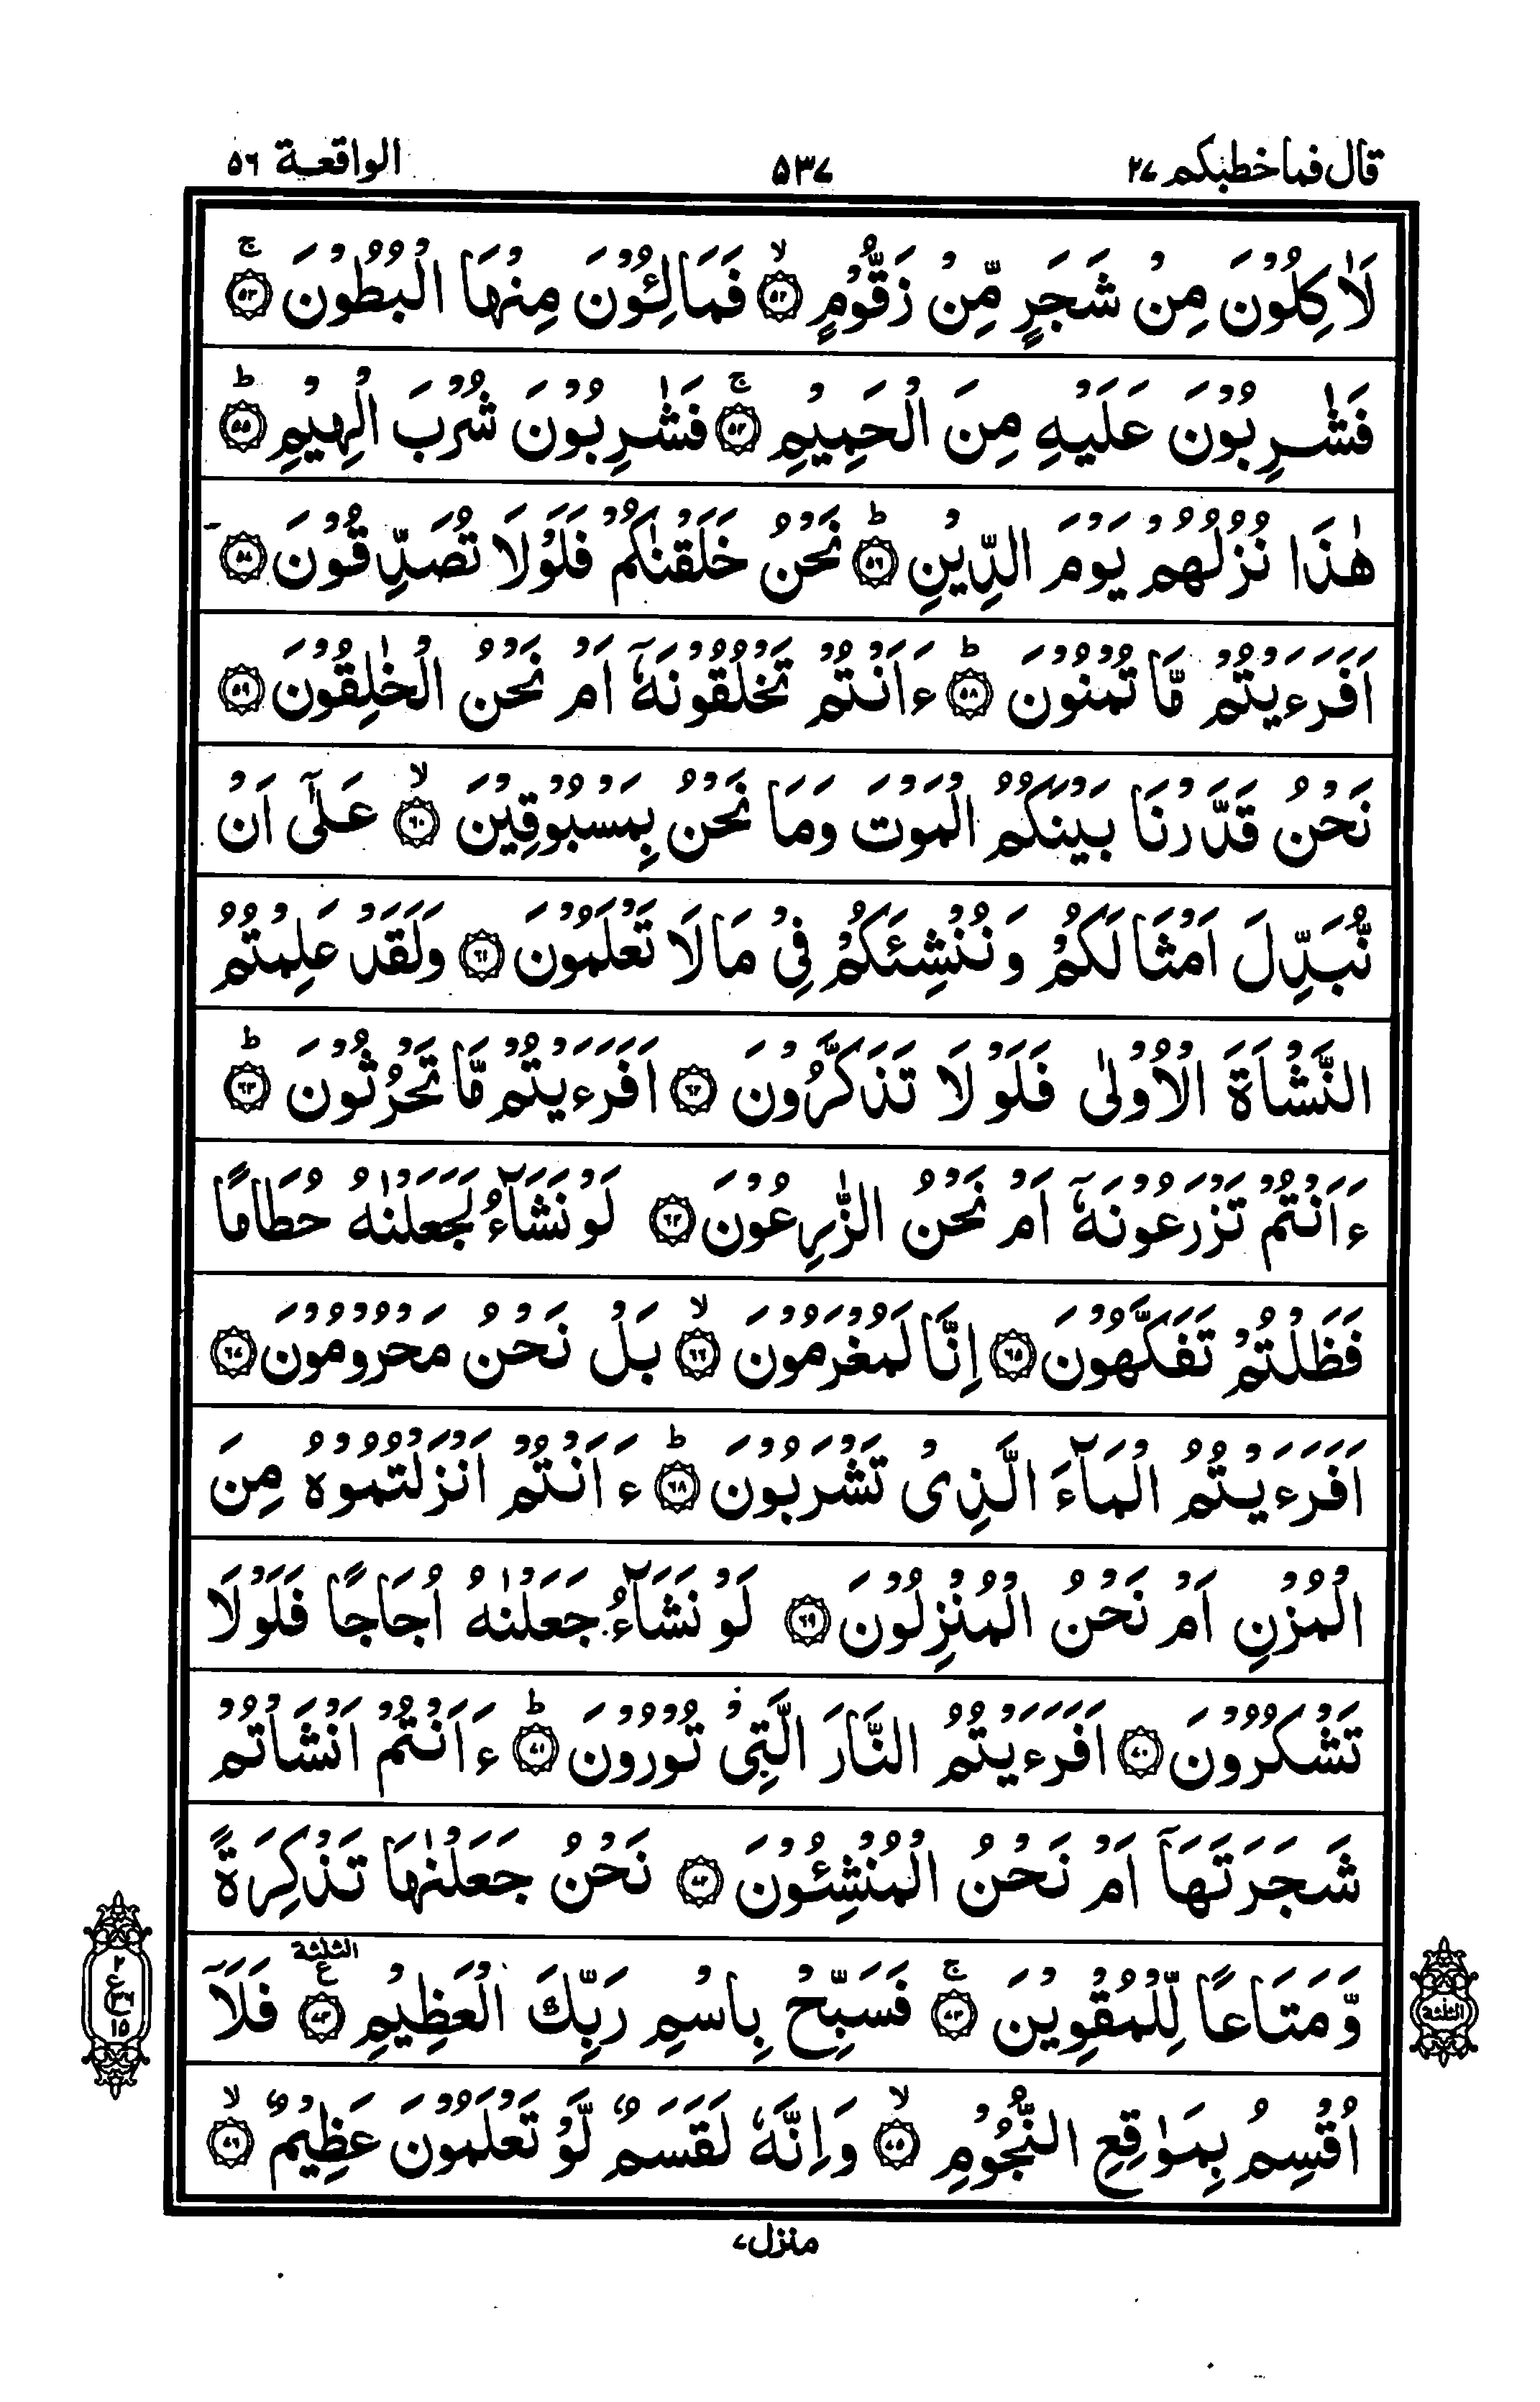 قال فما خطبكم ٢٧ ٥٣٧ الواقعة ٥٦
لَاٰكِلُوْنَ مِنْ شَجَرٍ مِّنْ زَقُّوْمٍ ۙ‏﴿٥٢﴾ فَمَالِـُٔوْنَ مِنْهَا الْبُطُوْنَ ۚ‏﴿٥٣﴾
فَشٰرِبُوْنَ عَلَيْهِ مِنَ الْحَمِيْمِ ۚ‏﴿٥٤﴾ فَشٰرِبُوْنَ شُرْبَ الْهِيْمِ ؕ‏﴿٥٥﴾
هٰذَا نُزُلُهُمْ يَوْمَ الدِّيْنِ ؕ‏﴿٥٦﴾ نَحْنُ خَلَقْنٰكُمْ فَلَوْلَا تُصَدِّقُوْنَ ﴿٥٧﴾
اَفَرَءَيْتُمْ مَّا تُمْنُوْنَ ؕ‏﴿٥٨﴾ ءَاَنْتُمْ تَخْلُقُوْنَهٗۤ اَمْ نَحْنُ الْخٰلِقُوْنَ ﴿٥٩﴾
نَحْنُ قَدَّرْنَا بَيْنَكُمُ الْمَوْتَ وَمَا نَحْنُ بِمَسْبُوْقِيْنَ ۙ‏﴿٦٠﴾ عَلٰۤى اَنْ
نُّبَدِّلَ اَمْثَالَكُمْ وَنُنْشِئَكُمْ فِىْ مَا لَا تَعْلَمُوْنَ ﴿٦١﴾ وَلَقَدْ عَلِمْتُمُ
النَّشْاَةَ الْاُوْلٰى فَلَوْلَا تَذَكَّرُوْنَ ﴿٦٢﴾ اَفَرَءَيْتُمْ مَّا تَحْرُثُوْنَ ؕ‏﴿٦٣﴾
ءَاَنْتُمْ تَزْرَعُوْنَهٗۤ اَمْ نَحْنُ الزّٰرِعُوْنَ ﴿٦٤﴾ لَوْ نَشَآءُ لَجَعَلْنٰهُ حُطَامًا
فَظَلْتُمْ تَفَكَّهُوْنَ ﴿٦٥﴾ اِنَّا لَمُغْرَمُوْنَ ۙ‏﴿٦٦﴾ بَلْ نَحْنُ مَحْرُوْمُوْنَ ﴿٦٧﴾
اَفَرَءَيْتُمُ الْمَآءَ الَّذِىْ تَشْرَبُوْنَ ؕ‏﴿٦٨﴾ ءَاَنْتُمْ اَنْزَلْتُمُوْهُ مِنَ
الْمُزْنِ اَمْ نَحْنُ الْمُنْزِلُوْنَ ﴿٦٩﴾ لَوْ نَشَآءُ جَعَلْنٰهُ اُجَاجًا فَلَوْلَا
تَشْكُرُوْنَ ﴿٧٠﴾ اَفَرَءَيْتُمُ النَّارَ الَّتِىْ تُوْرُوْنَ ؕ‏﴿٧١﴾ ءَاَنْتُمْ اَنْشَاْتُمْ
شَجَرَتَهَاۤ اَمْ نَحْنُ الْمُنْشِـُٔوْنَ ﴿٧٢﴾ نَحْنُ جَعَلْنٰهَا تَذْكِرَةً
وَّمَتَاعًا لِّلْمُقْوِيْنَ ۚ‏﴿٧٣﴾ فَسَبِّحْ بِاسْمِ رَبِّكَ الْعَظِيْمِ ﴿٧٤﴾ الثلثة ع فَلَاۤ
الثلثة
٢ ع ٣٦ ١٥
اُقْسِمُ بِمَوٰقِعِ النُّجُوْمِ ۙ‏﴿٧٥﴾ وَاِنَّهٗ لَقَسَمٌ لَّوْ تَعْلَمُوْنَ عَظِيْمٌ ۙ‏﴿٧٦﴾
منزل ٧